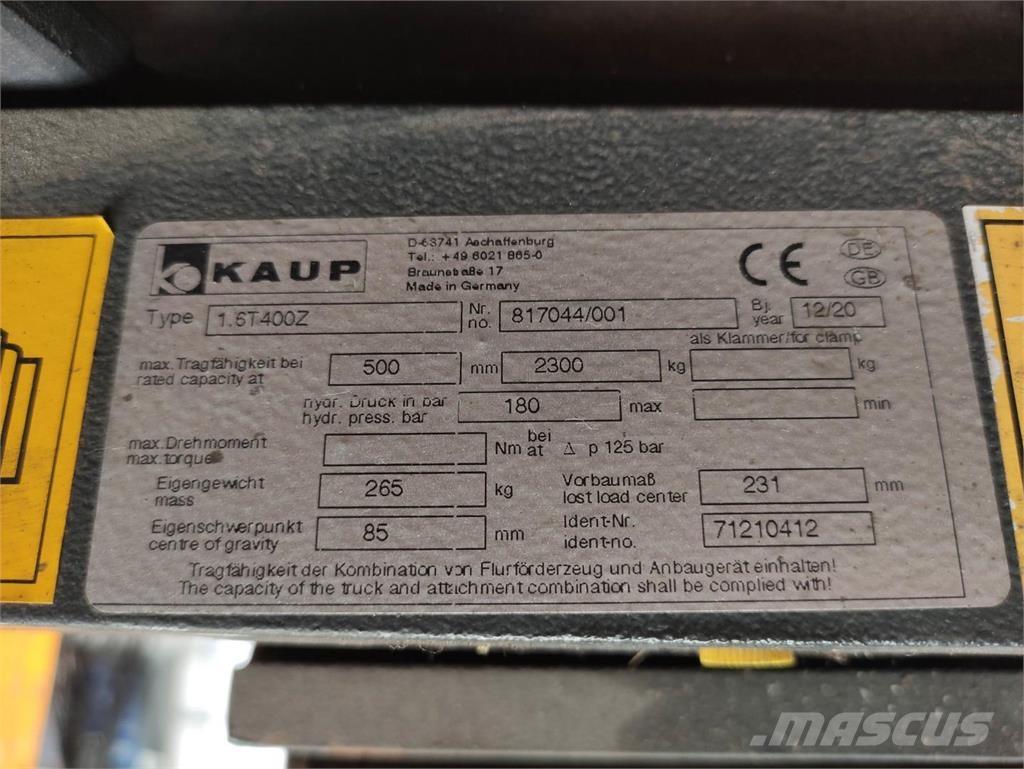 KAUP
D-63741 Aschaffenburg
Tel.: +49 6021 865-0
Braunstraße 17
Made in Germany
CE
DE
GB
Type 1.6T400Z Nr. no. 817044/001 Bj. year 12/20
als Klammer/for clamp
max. Tragfähigkeit bei
rated capacity at 500 mm 2300 kg kg
hydr. Druck in bar
hydr. press. bar 180 max min
max. Drehmoment
max. torque Nm bei at Δ p 125 bar
Eigengewicht
mass 265 kg
Vorbaumaß
lost load center 231 mm
Eigenschwerpunkt
centre of gravity 85 mm
Ident-Nr.
ident-no. 71210412
Tragfähigkeit der Kombination von Flurförderzeug und Anbaugerät einhalten!
The capacity of the truck and attachment combination shall be complied with!
MASCUS